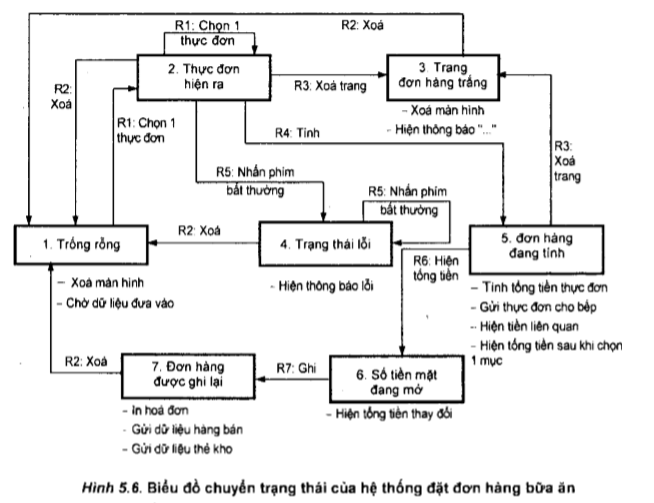 R1: Chọn 1
thực đơn
R2: Xoá
2. Thực đơn
hiện ra
3. Trang
đơn hàng trắng
R3: Xoá trang
R2:
Xoá
R1: Chọn 1
thực đơn
– Xoá màn hình
- Hiện thông báo "..."
R4: Tính
R3:
Xoá
trang
R5: Nhấn phím
bất thường
R5: Nhấn phím
bất thường
1. Trống rỗng
R2: Xoá
4. Trạng thái lỗi
5. đơn hàng
đang tính
R6: Hiện
tổng tiền
– Xoá màn hình
- Chờ dữ liệu đưa vào
- Hiện thông báo lỗi
– Tính tổng tiền thực đơn
- Gửi thực đơn cho bếp
- Hiện tiền liên quan
- Hiện tổng tiền sau khi chọn
1 mục
R2: Xoá
7. Đơn hàng
được ghi lại
R7: Ghi
6. Số tiền mặt
đang mở
– In hoá đơn
- Gửi dữ liệu hàng bán
- Gửi dữ liệu thẻ kho
- Hiện tổng tiền thay đổi
Hình 5.6. Biểu đồ chuyển trạng thái của hệ thống đặt đơn hàng bữa ăn